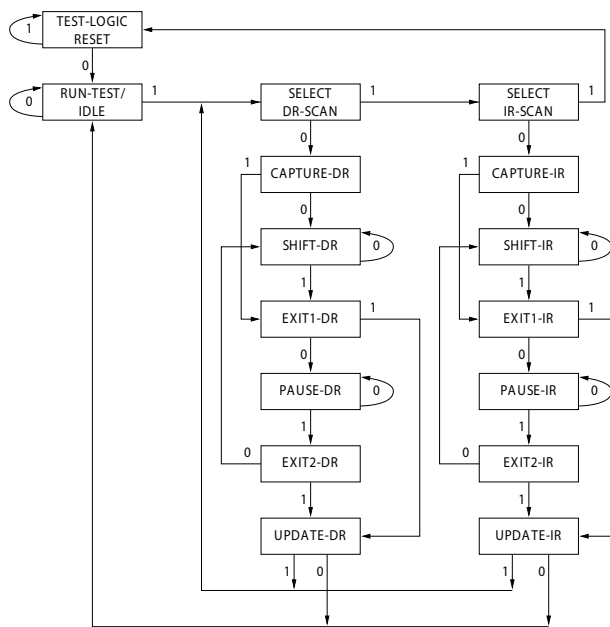 TEST-LOGIC
RESET
1
0
RUN-TEST/
IDLE
0
1
SELECT
DR-SCAN
1
SELECT
IR-SCAN
1
0
0
1
CAPTURE-DR
1
CAPTURE-IR
0
0
SHIFT-DR
0
SHIFT-IR
0
1
1
EXIT1-DR
1
EXIT1-IR
1
0
0
PAUSE-DR
0
PAUSE-IR
0
1
1
0
EXIT2-DR
0
EXIT2-IR
1
1
UPDATE-DR
UPDATE-IR
1
0
1
0